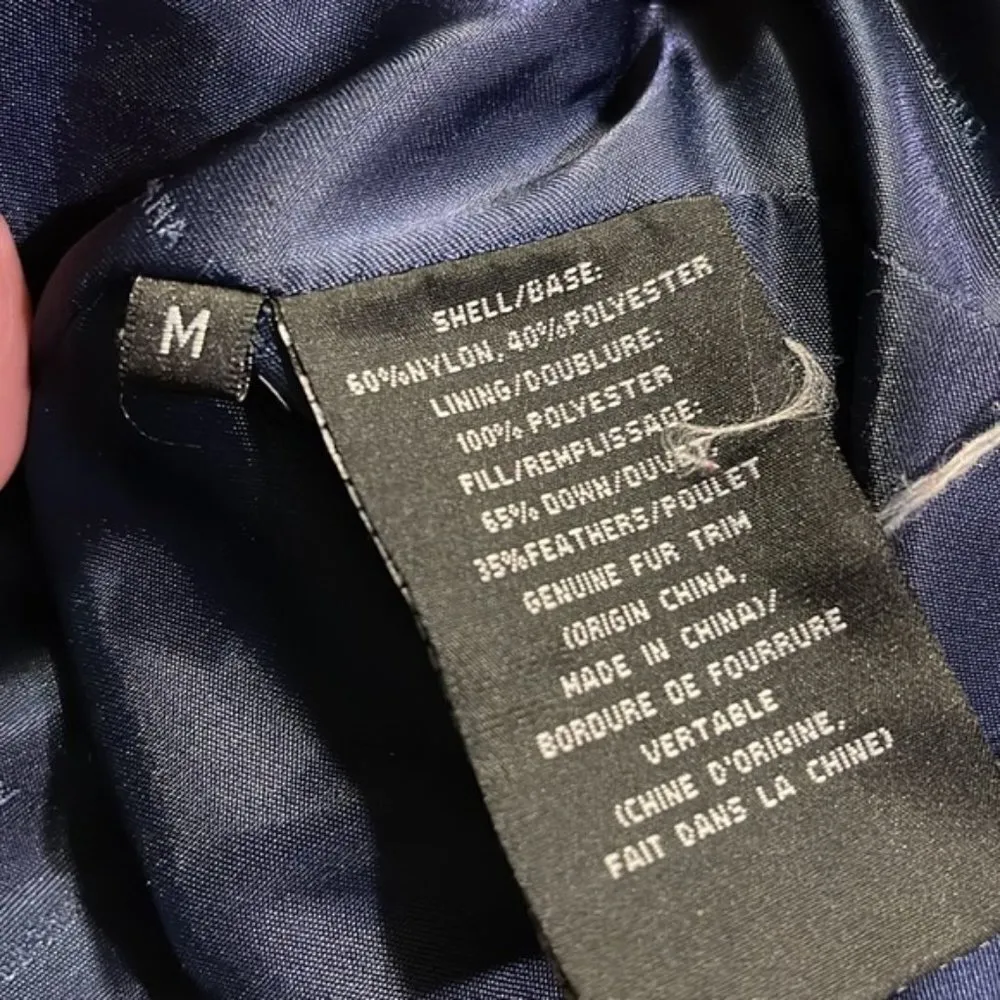 M
SHELL/BASE:
60%NYLON, 40%POLYESTER
LINING/DOUBLURE:
100% POLYESTER
FILL/REMPLISSAGE:
65% DOWN/DUVET
35%FEATHERS/POULET
GENUINE FUR TRIM
(ORIGIN CHINA,
MADE IN CHINA)/
BORDURE DE FOURRURE
VERTABLE
(CHINE D'ORIGINE,
FAIT DANS LA CHINE)